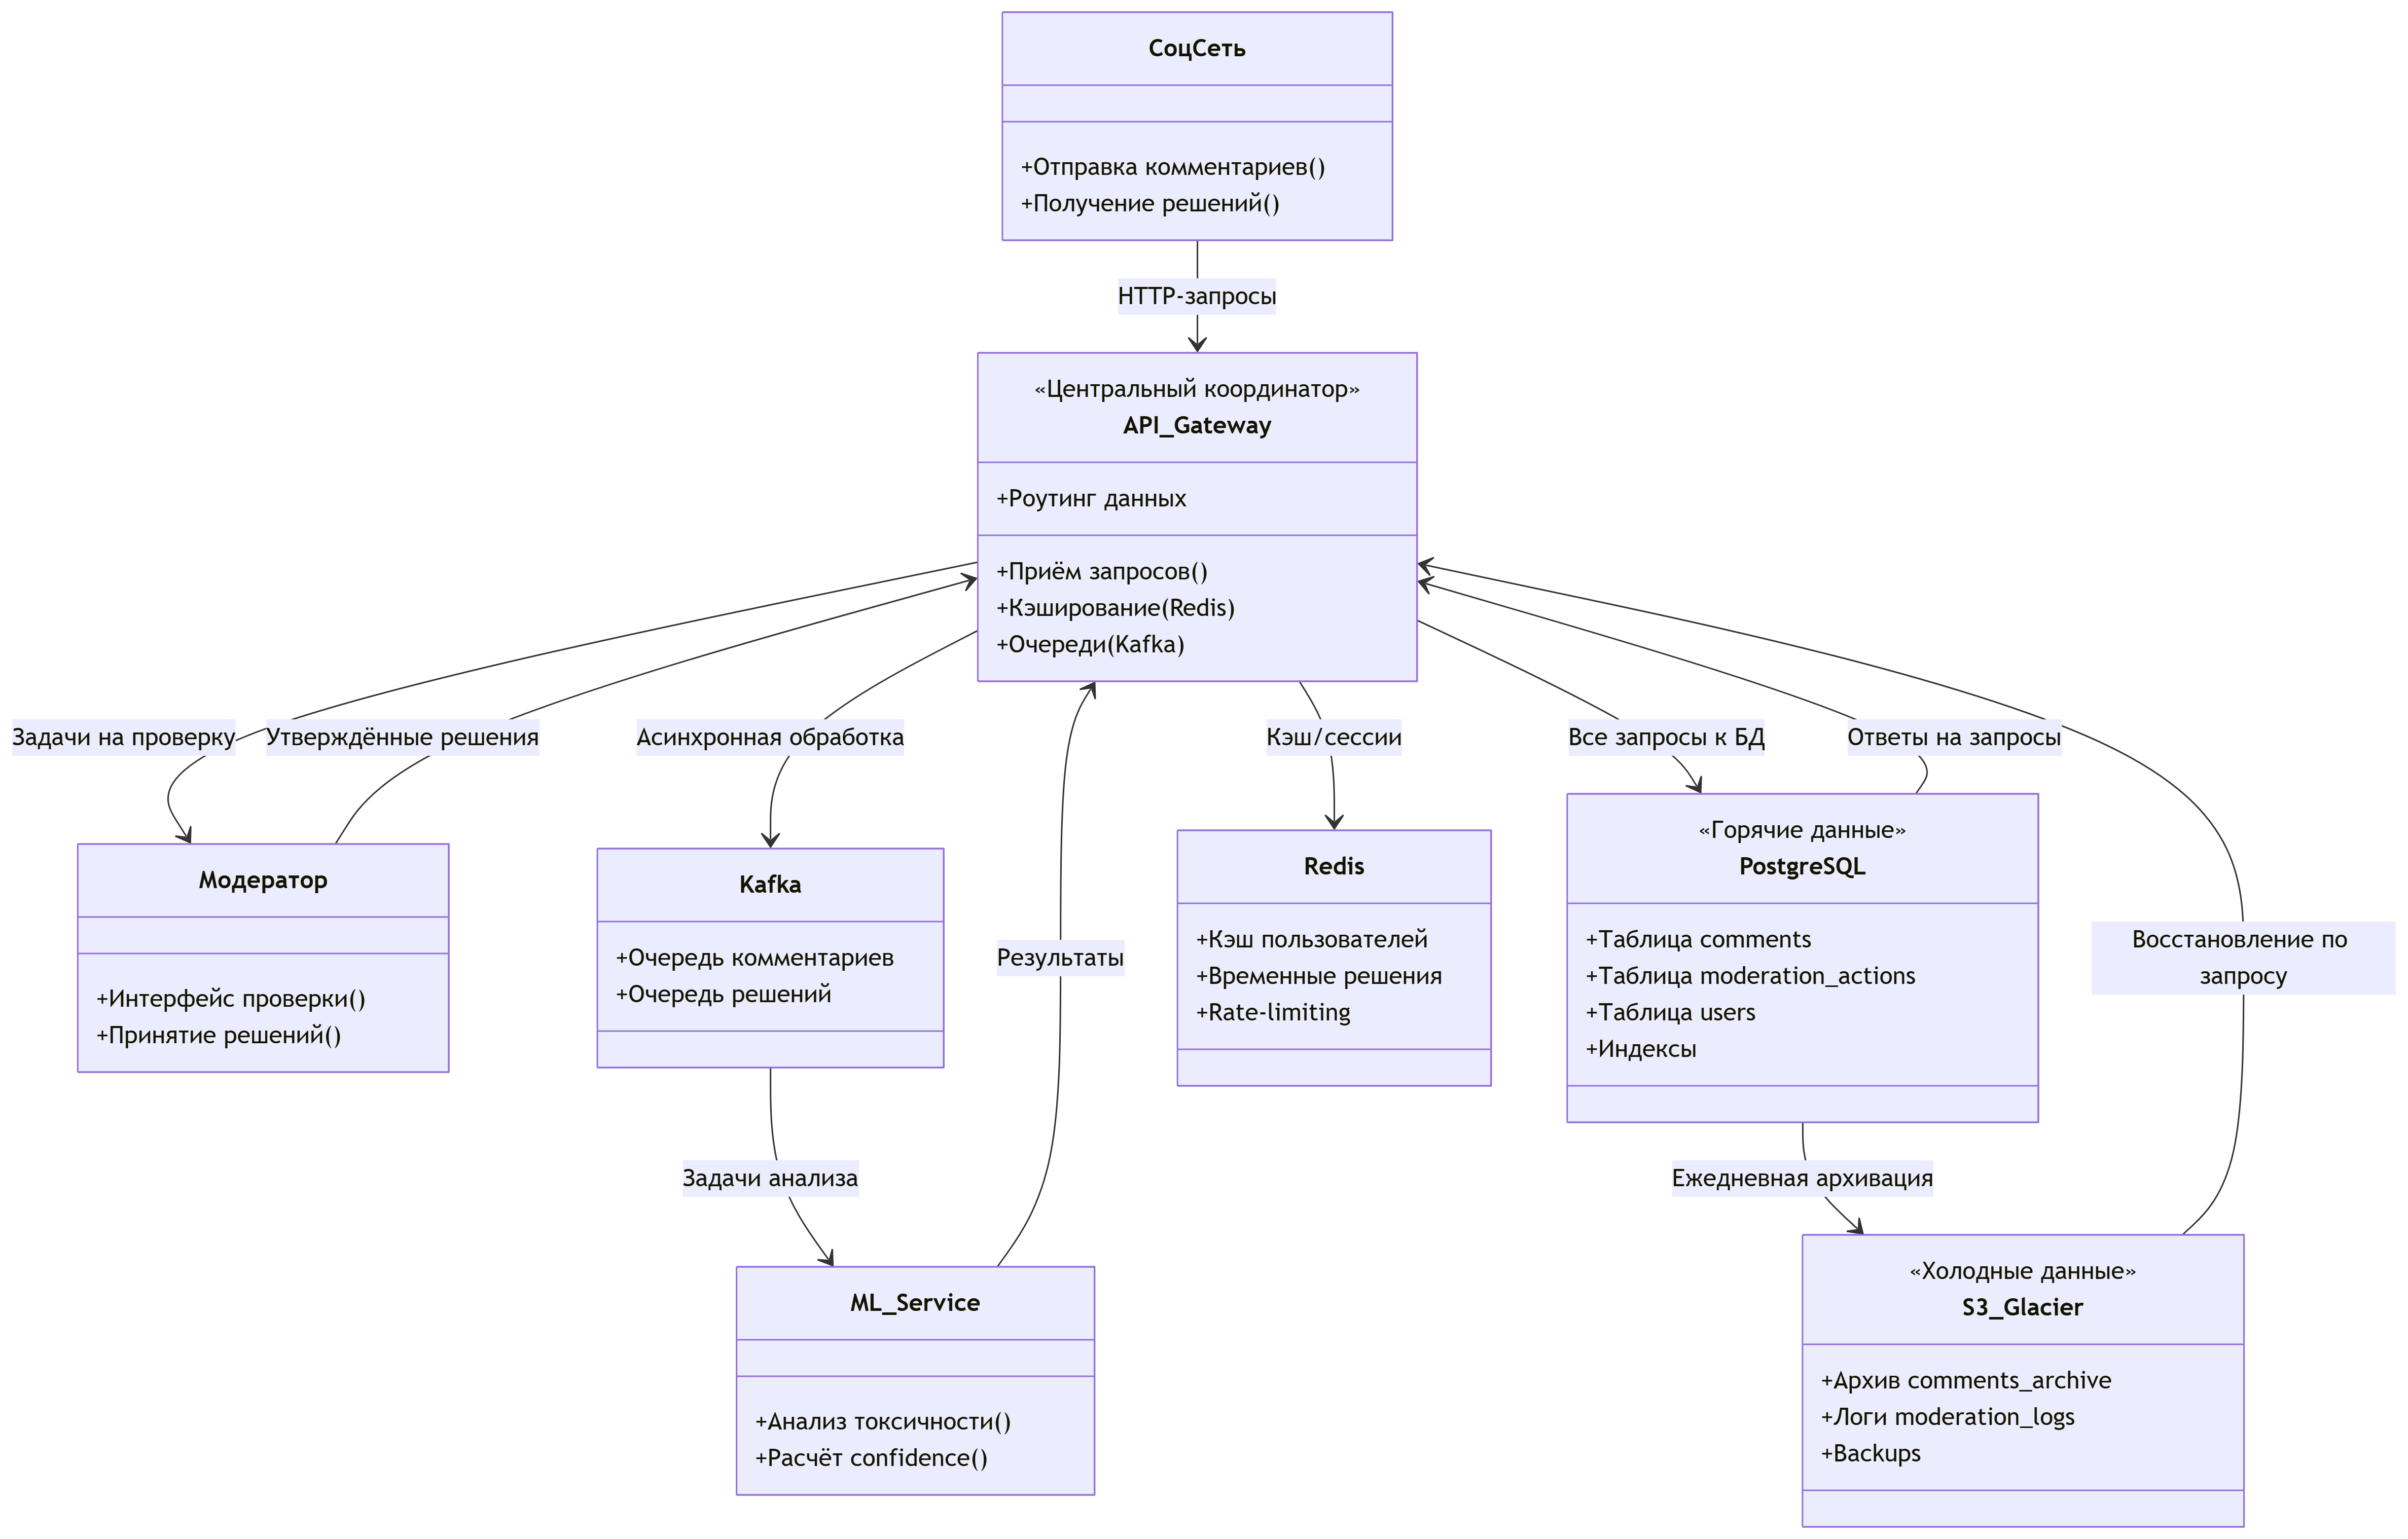 СоцСеть
+Отправка комментариев()
+Получение решений()
HTTP-запросы
«Центральный координатор»
API_Gateway
+Роутинг данных
+Приём запросов()
+Кэширование(Redis)
+Очереди(Kafka)
Задачи на проверку
Утверждённые решения
Асинхронная обработка
Кэш/сессии
Все запросы к БД
Ответы на запросы
Модератор
+Интерфейс проверки()
+Принятие решений()
Kafka
+Очередь комментариев
+Очередь решений
Результаты
Redis
+Кэш пользователей
+Временные решения
+Rate-limiting
«Горячие данные»
PostgreSQL
+Таблица comments
+Таблица moderation_actions
+Таблица users
+Индексы
Восстановление по
запросу
Задачи анализа
Ежедневная архивация
ML_Service
+Анализ токсичности()
+Расчёт confidence()
«Холодные данные»
S3_Glacier
+Архив comments_archive
+Логи moderation_logs
+Backups